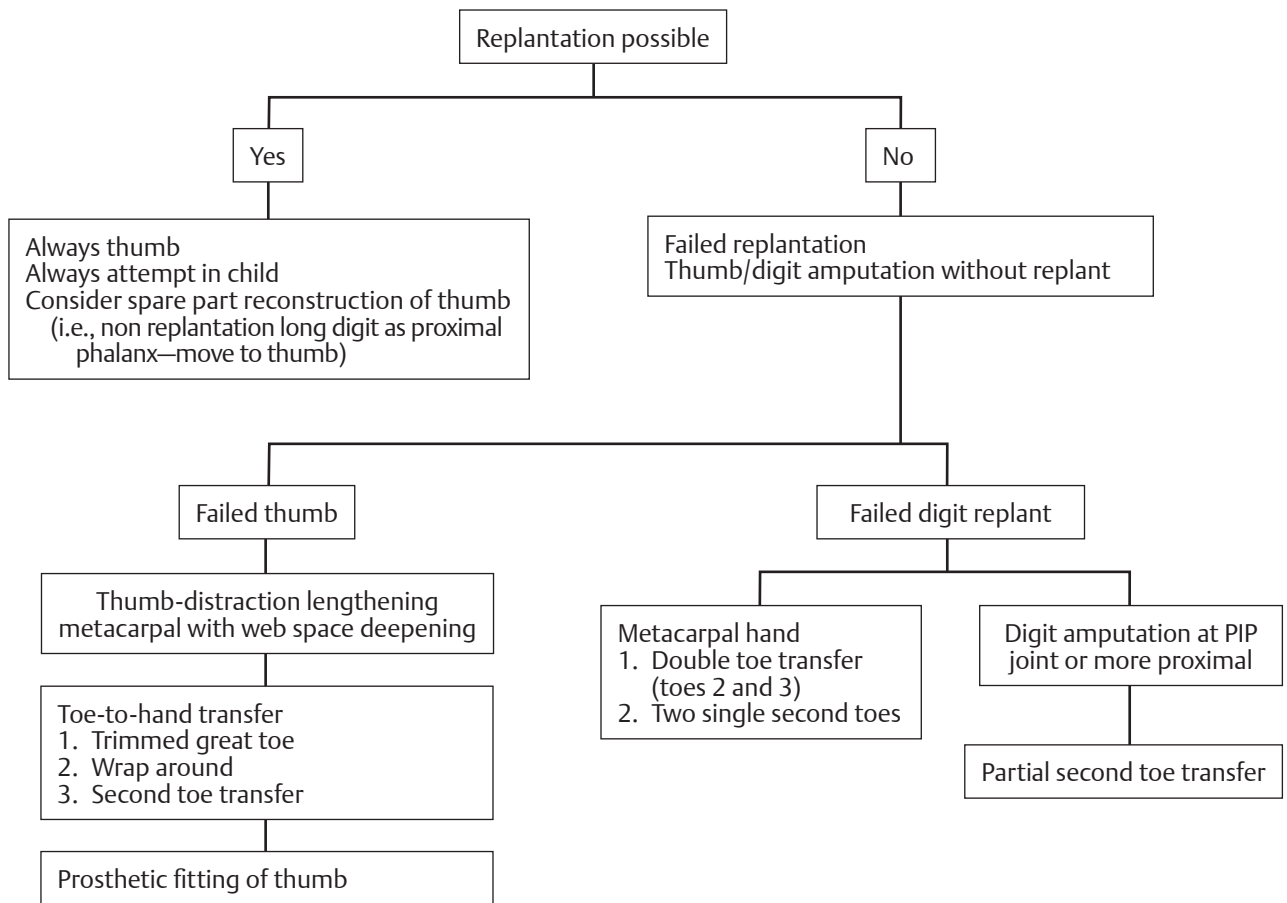 Replantation possible
Yes
No
Always thumb
Always attempt in child
Consider spare part reconstruction of thumb
(i.e., non replantation long digit as proximal
phalanx—move to thumb)
Failed replantation
Thumb/digit amputation without replant
Failed thumb
Failed digit replant
Thumb-distraction lengthening
metacarpal with web space deepening
Toe-to-hand transfer
1. Trimmed great toe
2. Wrap around
3. Second toe transfer
Prosthetic fitting of thumb
Metacarpal hand
1. Double toe transfer
(toes 2 and 3)
2. Two single second toes
Digit amputation at PIP
joint or more proximal
Partial second toe transfer